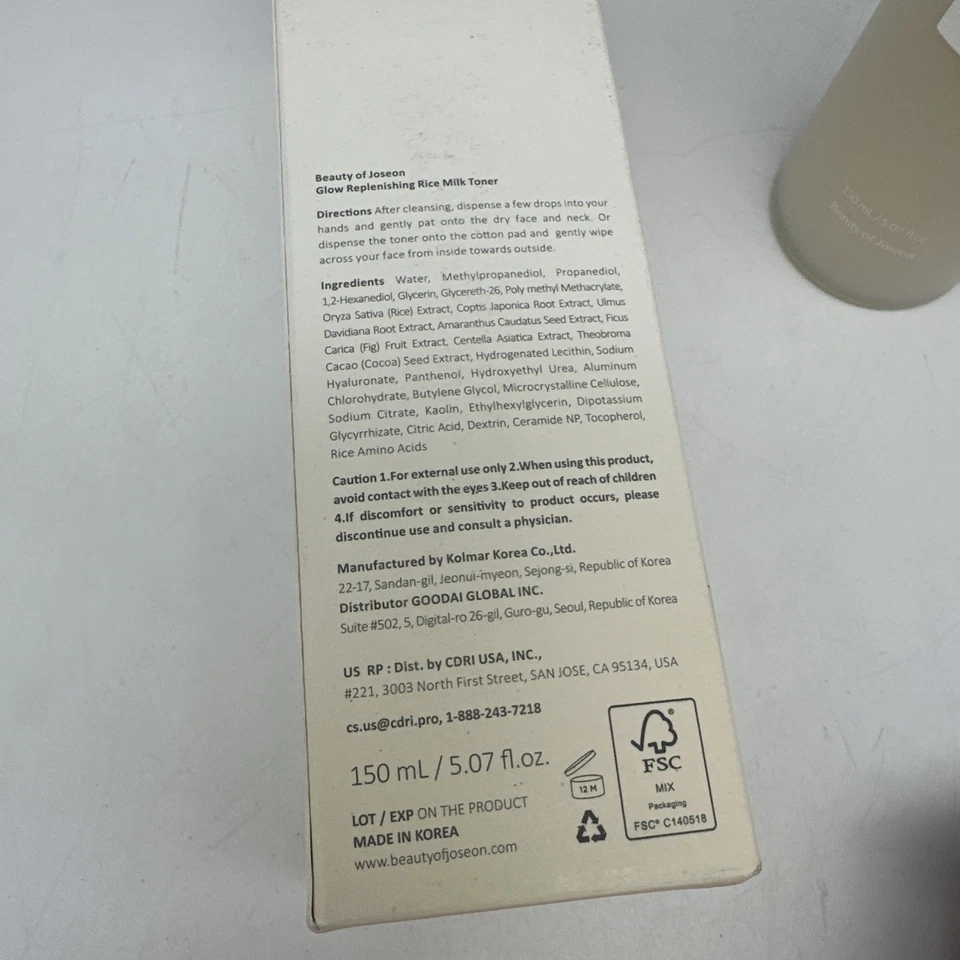 Beauty of Joseon
Glow Replenishing Rice Milk Toner
Directions After cleansing, dispense a few drops into your
hands and gently pat onto the dry face and neck. Or
dispense the toner onto the cotton pad and gently wipe
across your face from inside towards outside.
Ingredients Water, Methylpropanediol, Propanediol,
1,2-Hexanediol, Glycerin, Glycereth-26, Poly methyl Methacrylate,
Oryza Sativa (Rice) Extract, Coptis Japonica Root Extract, Ulmus
Davidiana Root Extract, Amaranthus Caudatus Seed Extract, Ficus
Carica (Fig) Fruit Extract, Centella Asiatica Extract, Theobroma
Cacao (Cocoa) Seed Extract, Hydrogenated Lecithin, Sodium
Hyaluronate, Panthenol, Hydroxyethyl Urea, Aluminum
Chlorohydrate, Butylene Glycol, Microcrystalline Cellulose,
Sodium Citrate, Kaolin, Ethylhexylglycerin, Dipotassium
Glycyrrhizate, Citric Acid, Dextrin, Ceramide NP, Tocopherol,
Rice Amino Acids
Caution 1.For external use only 2.When using this product,
avoid contact with the eyes 3.Keep out of reach of children
4.If discomfort or sensitivity to product occurs, please
discontinue use and consult a physician.
Manufactured by Kolmar Korea Co.,Ltd.
22-17, Sandan-gil, Jeonui-myeon, Sejong-si, Republic of Korea
Distributor GOODAI GLOBAL INC.
Suite #502, 5, Digital-ro 26-gil, Guro-gu, Seoul, Republic of Korea
US RP : Dist. by CDRI USA, INC.,
#221, 3003 North First Street, SAN JOSE, CA 95134, USA
cs.us@cdri.pro, 1-888-243-7218
150 mL / 5.07 fl.oz.
LOT / EXP ON THE PRODUCT
MADE IN KOREA
www.beautyofjoseon.com
12 M
FSC
MIX
Packaging
FSC® C140518
150 mL / 5.07 fl.oz.
Beauty of Joseon